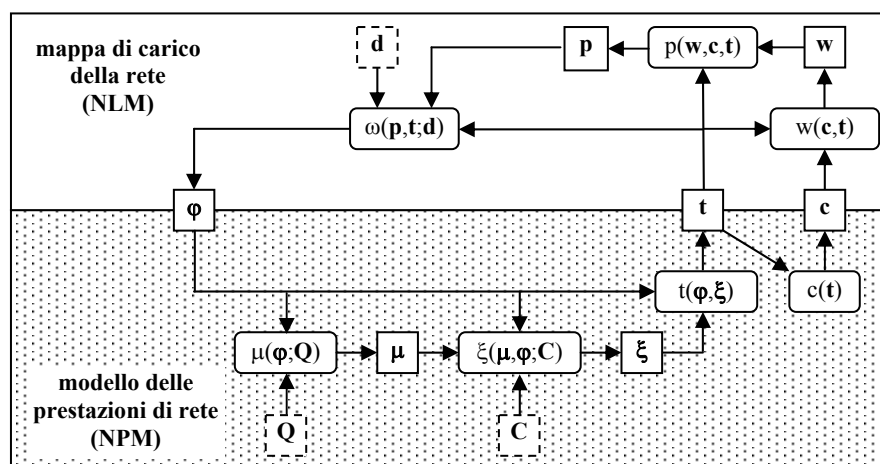 mappa di carico
della rete
(NLM)
d
p
p(w,c,t)
w
ω(p,t;d)
w(c,t)
φ
t
c
t(φ,ξ)
c(t)
μ(φ;Q)
μ
ξ(μ,φ;C)
ξ
modello delle
prestazioni di rete
(NPM)
Q
C